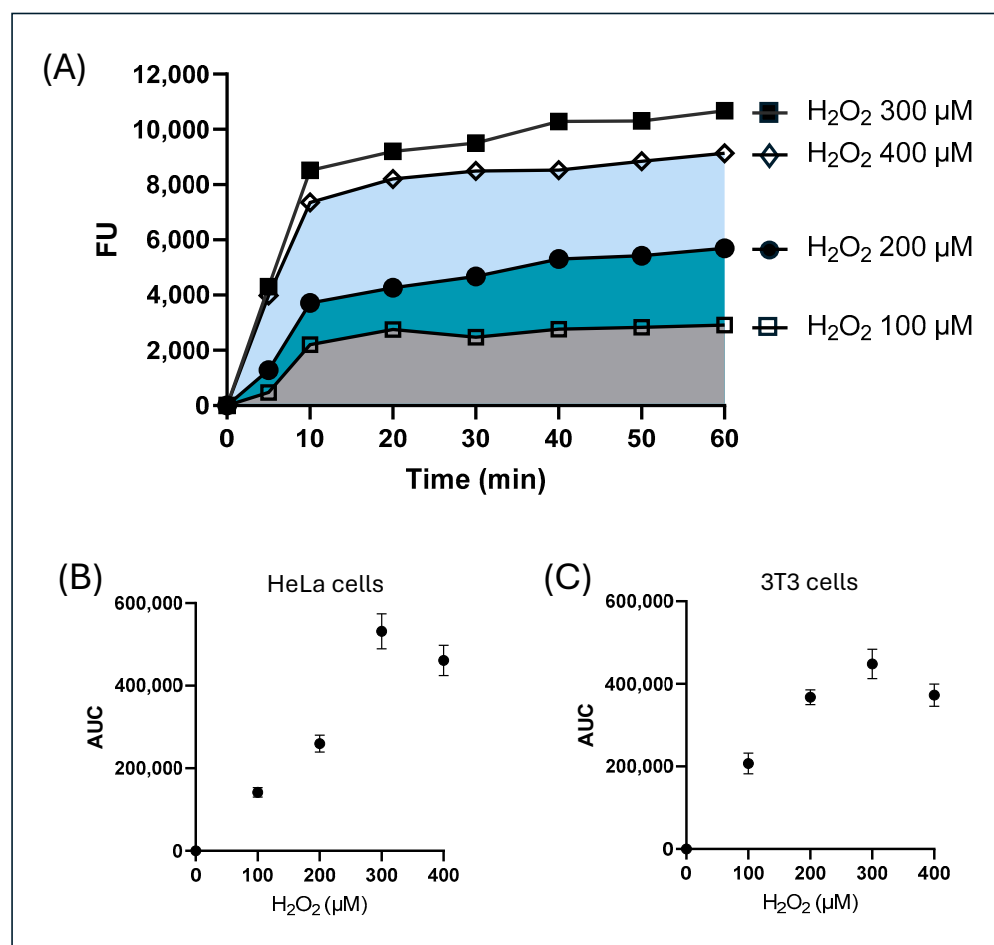 (A)
12,000
10,000
8,000
6,000
4,000
2,000
0
FU
0 10 20 30 40 50 60
Time (min)
H₂O₂ 300 µM
H₂O₂ 400 µM
H₂O₂ 200 µM
H₂O₂ 100 µM
(B)
HeLa cells
600,000
400,000
200,000
0
AUC
0 100 200 300 400
H₂O₂ (µM)
(C)
3T3 cells
600,000
400,000
200,000
0
AUC
0 100 200 300 400
H₂O₂ (µM)